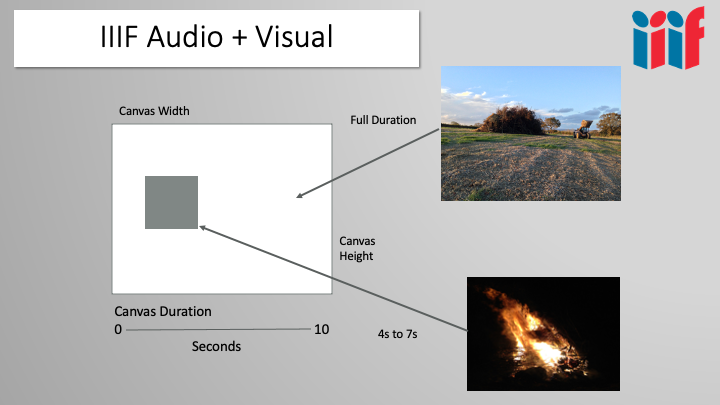 IIIF Audio + Visual
iiif
Canvas Width
Full Duration
Canvas
Height
Canvas Duration
0
10
Seconds
4s to 7s